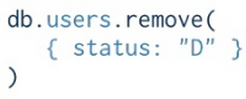 db.users.remove(
{ status: "D" }
)